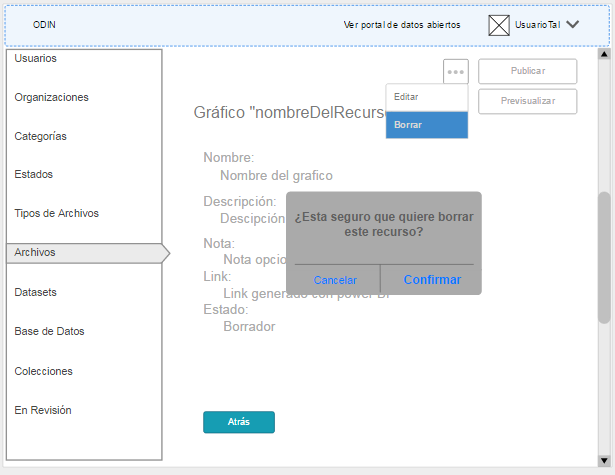 ODIN
Ver portal de datos abiertos
UsuarioTal
Usuarios
Organizaciones
Categorías
Estados
Tipos de Archivos
Archivos
Datasets
Base de Datos
Colecciones
En Revisión
Publicar
Previsualizar
Editar
Borrar
Gráfico "nombreDelRecurs
Nombre:
Nombre del grafico
Descripción:
Descipción
Nota:
Nota opcio
Link:
Link generado con power BI
Estado:
Borrador
¿Esta seguro que quiere borrar
este recurso?
Cancelar
Confirmar
Atrás